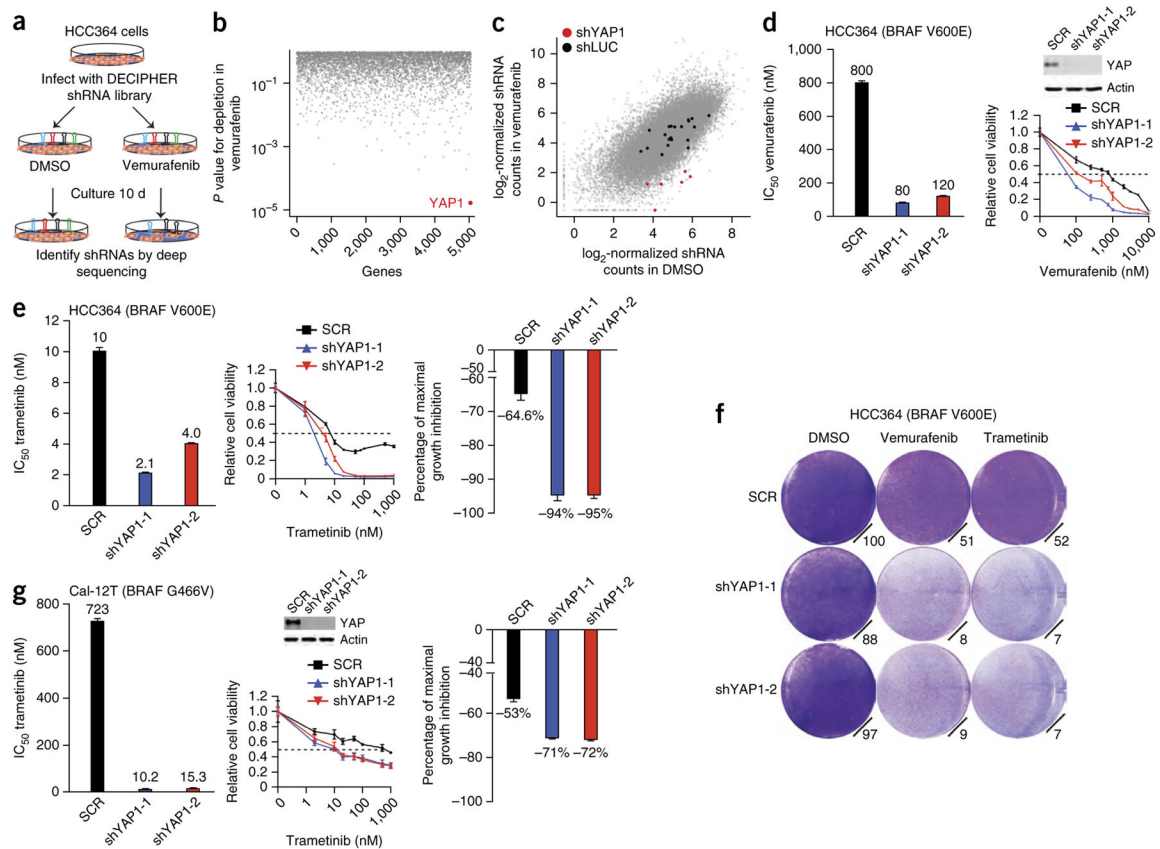 a
HCC364 cells
Infect with DECIPHER
shRNA library
DMSO
Vemurafenib
Culture 10 d
Identify shRNAs by deep
sequencing
b
P value for depletion in
vemurafenib
10–1
10–3
10–5
YAP1
0
1,000
2,000
3,000
4,000
5,000
Genes
c
shYAP1
shLUC
log2-normalized shRNA
counts in vemurafenib
10
8
6
4
2
0
0 2 4 6 8
log2-normalized shRNA
counts in DMSO
d
HCC364 (BRAF V600E)
IC50 vemurafenib (nM)
1,000
800
600
400
200
0
800
80
120
SCR
shYAP1-1
shYAP1-2
SCR
shYAP1-1
shYAP1-2
YAP
Actin
SCR
shYAP1-1
shYAP1-2
Relative cell viability
1.2
1.0
0.8
0.6
0.4
0.2
0
0
100
1,000
10,000
Vemurafenib (nM)
e
HCC364 (BRAF V600E)
IC50 trametinib (nM)
12
10
8
6
4
2
0
10
2.1
4.0
SCR
shYAP1-1
shYAP1-2
SCR
shYAP1-1
shYAP1-2
Relative cell viability
1.2
1.0
0.8
0.6
0.4
0.2
0
0
1
10
100
1,000
Trametinib (nM)
SCR
shYAP1-1
shYAP1-2
Percentage of maximal
growth inhibition
0
–50
–60
–70
–80
–90
–100
–64.6%
–94%
–95%
f
HCC364 (BRAF V600E)
DMSO
Vemurafenib
Trametinib
SCR
100
51
52
shYAP1-1
88
8
7
shYAP1-2
97
9
7
g
Cal-12T (BRAF G466V)
IC50 trametinib (nM)
800
600
400
200
0
723
10.2
15.3
SCR
shYAP1-1
shYAP1-2
SCR
shYAP1-1
shYAP1-2
YAP
Actin
SCR
shYAP1-1
shYAP1-2
Relative cell viability
1.2
1.0
0.8
0.6
0.4
0.2
0
0
1
10
100
1,000
Trametinib (nM)
SCR
shYAP1-1
shYAP1-2
Percentage of maximal
growth inhibition
0
–40
–40
–60
–80
–100
–53%
–71%
–72%